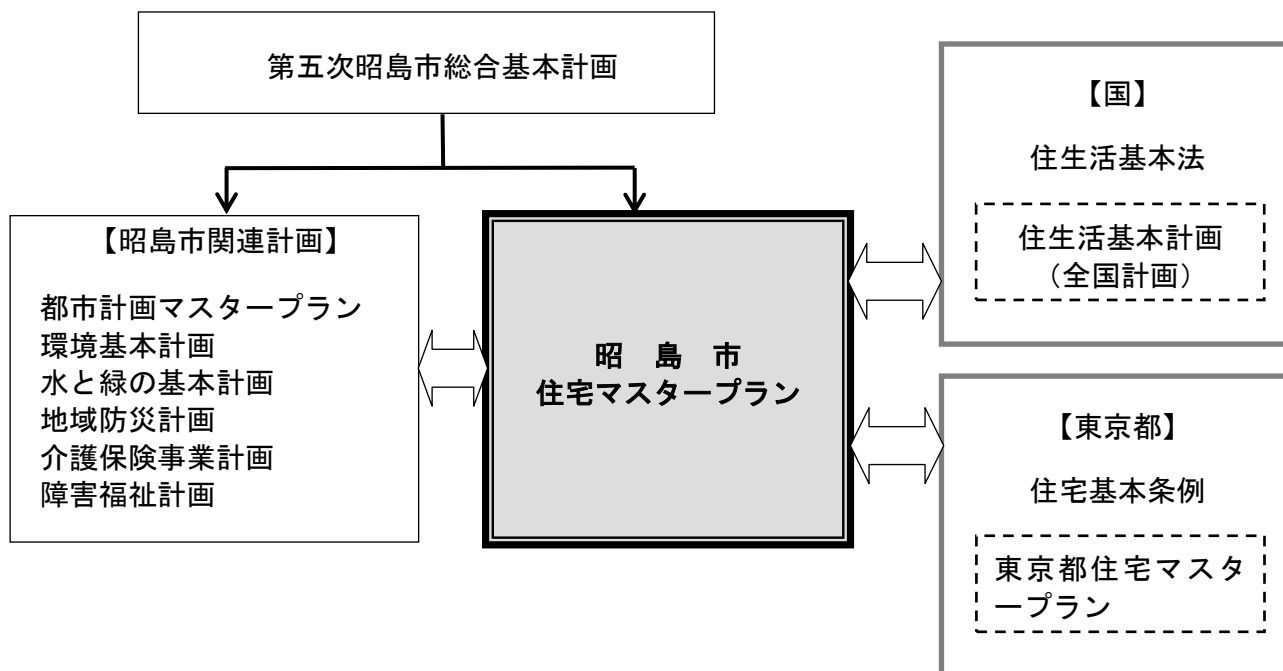 第五次昭島市総合基本計画
【昭島市関連計画】
都市計画マスタープラン
環境基本計画
水と緑の基本計画
地域防災計画
介護保険事業計画
障害福祉計画
昭　島　市
住宅マスタープラン
【国】
住生活基本法
住生活基本計画
（全国計画）
【東京都】
住宅基本条例
東京都住宅マスタ
ープラン